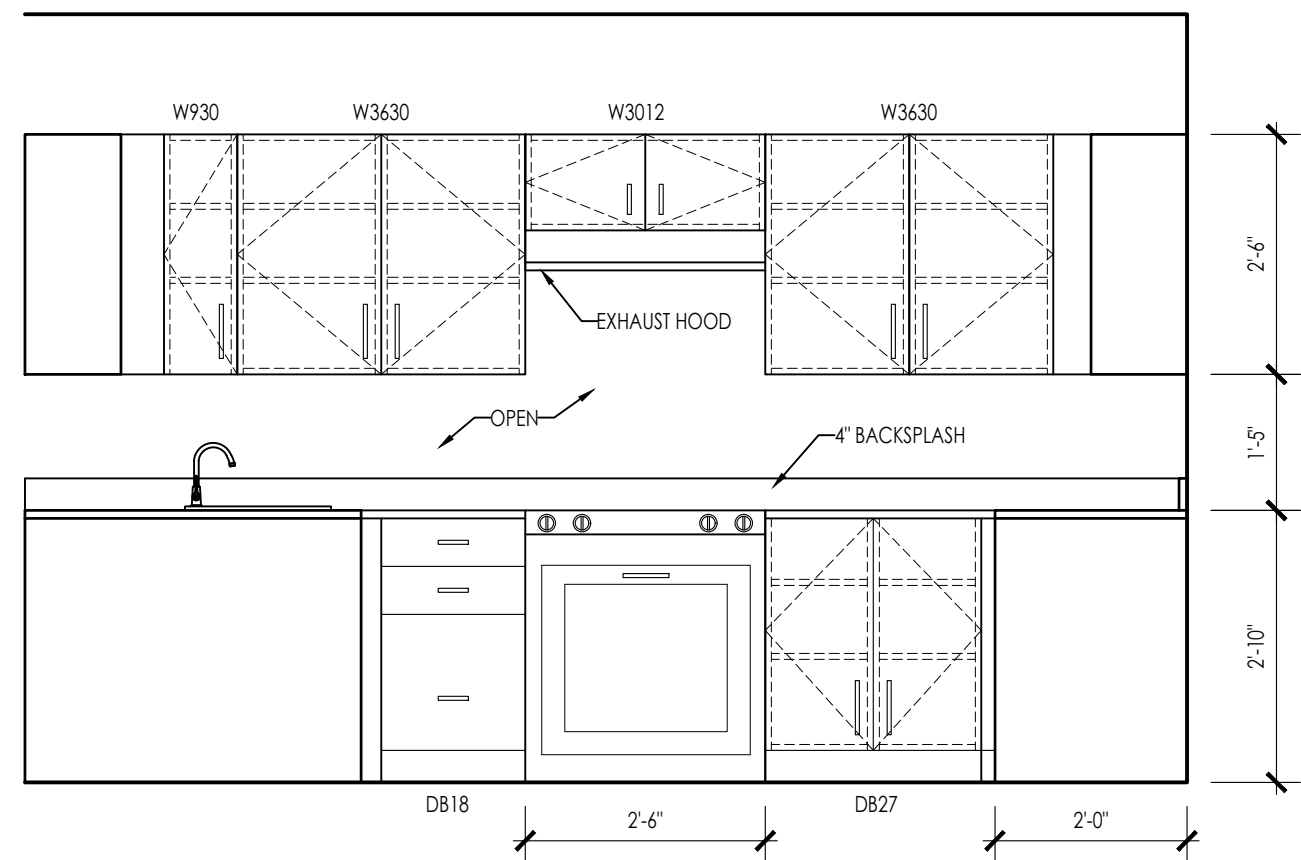 W930
W3630
W3012
W3630
2'-6"
EXHAUST HOOD
OPEN
4" BACKSPLASH
1'-5"
2'-10"
DB18
2'-6"
DB27
2'-0"